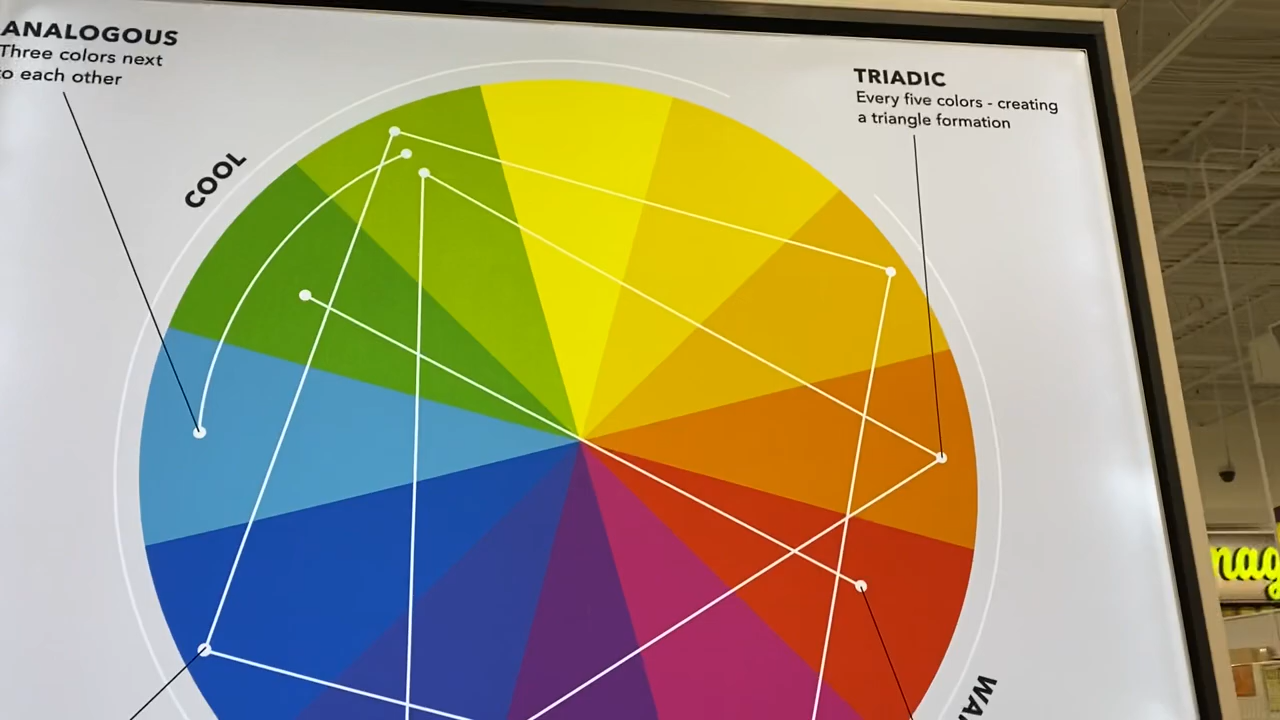 ANALOGOUS
Three colors next
to each other
TRIADIC
Every five colors - creating
a triangle formation
COOL